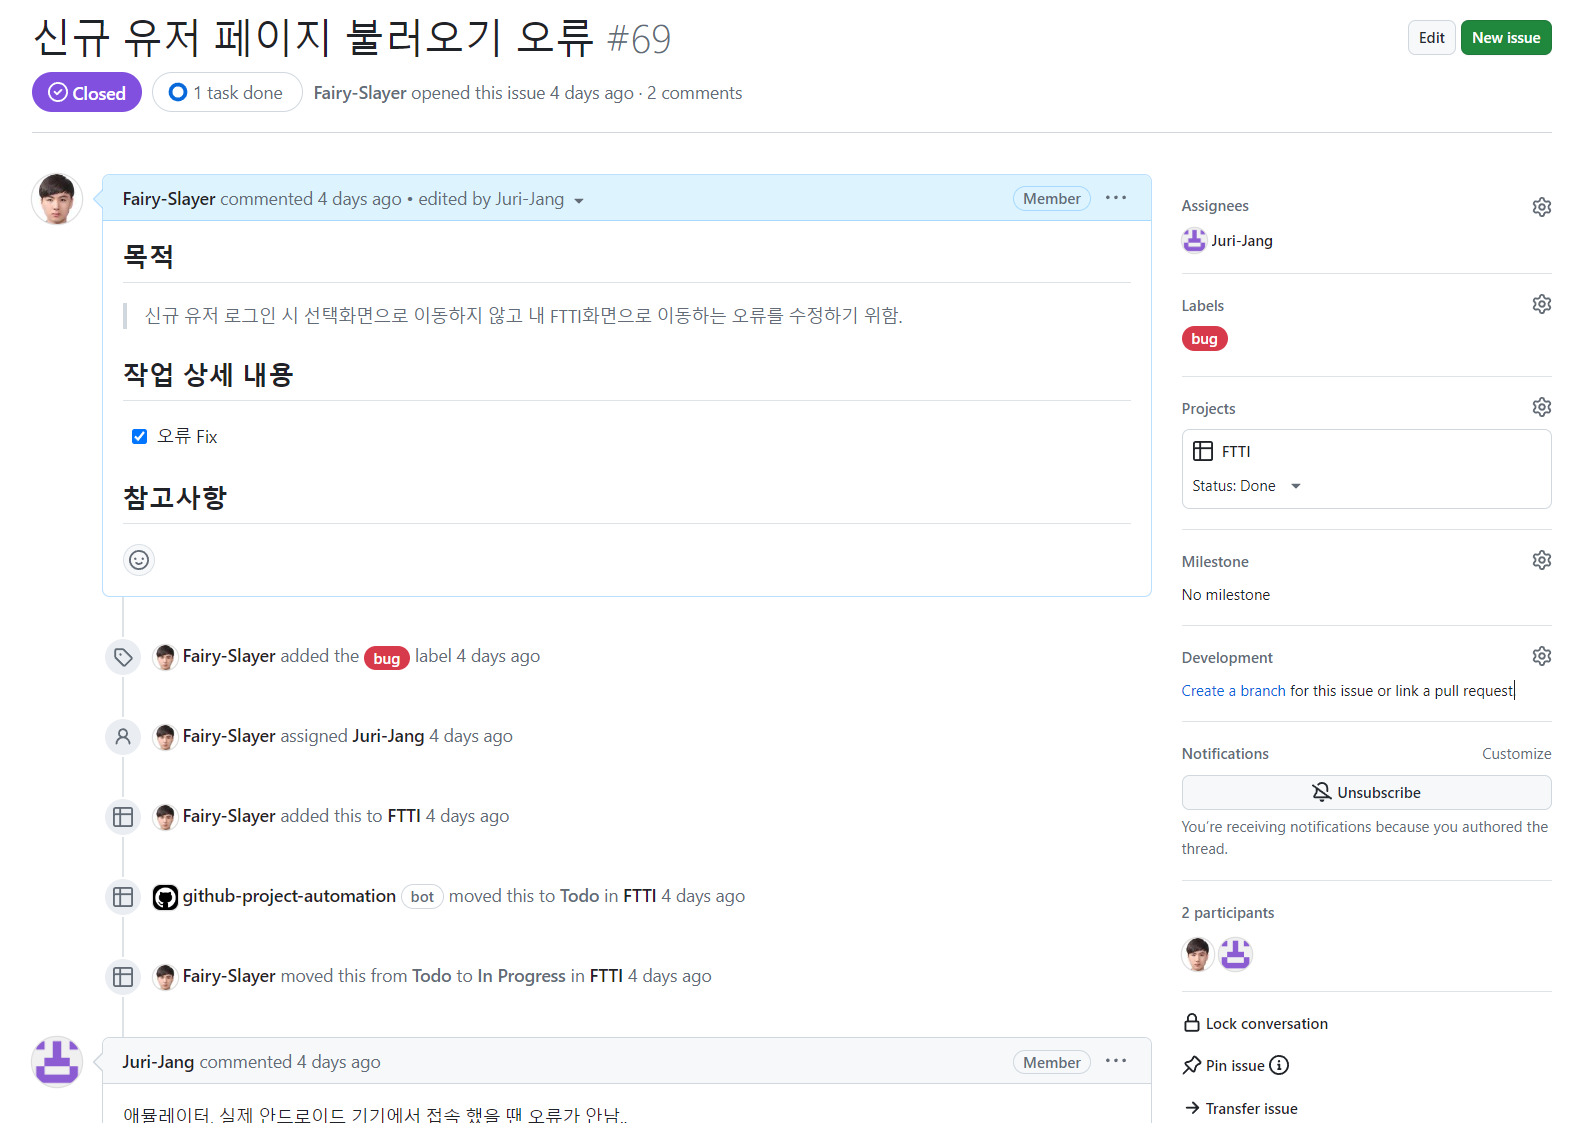 신규 유저 페이지 불러오기 오류 #69
Edit
New issue
Closed
1 task done
Fairy-Slayer opened this issue 4 days ago · 2 comments
Fairy-Slayer commented 4 days ago • edited by Juri-Jang
Member
목적
신규 유저 로그인 시 선택화면으로 이동하지 않고 내 FTTI화면으로 이동하는 오류를 수정하기 위함.
작업 상세 내용
오류 Fix
참고사항
Fairy-Slayer added the bug label 4 days ago
Fairy-Slayer assigned Juri-Jang 4 days ago
Fairy-Slayer added this to FTTI 4 days ago
github-project-automation bot moved this to Todo in FTTI 4 days ago
Fairy-Slayer moved this from Todo to In Progress in FTTI 4 days ago
Juri-Jang commented 4 days ago
Member
애뮬레이터, 실제 안드로이드 기기에서 접속 했을 땐 오류가 안남..
Assignees
Juri-Jang
Labels
bug
Projects
FTTI
Status: Done
Milestone
No milestone
Development
Create a branch for this issue or link a pull request
Notifications
Customize
Unsubscribe
You're receiving notifications because you authored the
thread.
2 participants
Lock conversation
Pin issue
Transfer issue